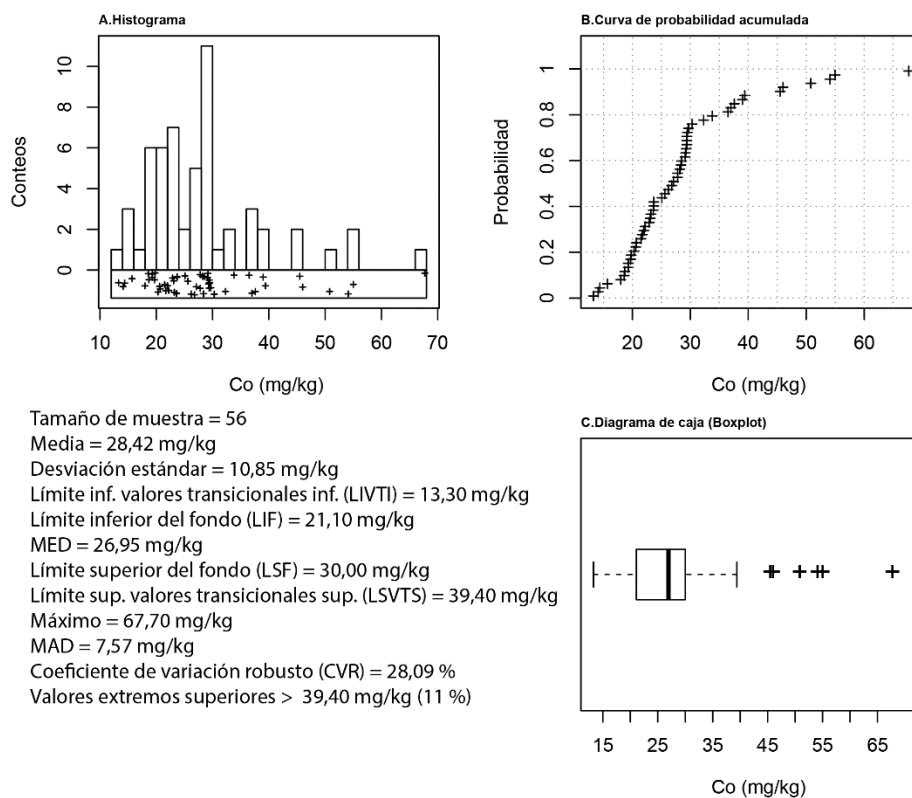 A.Histograma
Conteos
0
2
4
6
8
10
10 20 30 40 50 60 70
Co (mg/kg)
B.Curva de probabilidad acumulada
Probabilidad
0
0.2
0.4
0.6
0.8
1
20 30 40 50 60
Co (mg/kg)
Tamaño de muestra = 56
Media = 28,42 mg/kg
Desviación estándar = 10,85 mg/kg
Límite inf. valores transicionales inf. (LIVTI) = 13,30 mg/kg
Límite inferior del fondo (LIF) = 21,10 mg/kg
MED = 26,95 mg/kg
Límite superior del fondo (LSF) = 30,00 mg/kg
Límite sup. valores transicionales sup. (LSVTS) = 39,40 mg/kg
Máximo = 67,70 mg/kg
MAD = 7,57 mg/kg
Coeficiente de variación robusto (CVR) = 28,09 %
Valores extremos superiores > 39,40 mg/kg (11 %)
C.Diagrama de caja (Boxplot)
15 25 35 45 55 65
Co (mg/kg)